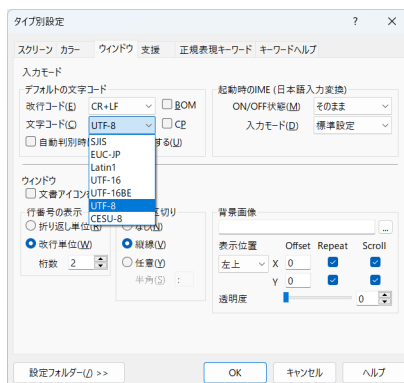 タイプ別設定 ? ×
スクリーン カラー ウィンドウ 支援 正規表現キーワード キーワードヘルプ
入力モード
デフォルトの文字コード
改行コード(E) CR+LF BOM
文字コード(C) UTF-8 CP
自動判別時 する(U)
SJIS
EUC-JP
Latin1
UTF-16
UTF-16BE
UTF-8
CESU-8
起動時のIME (日本語入力変換)
ON/OFF状態(M) そのまま
入力モード(D) 標準設定
ウィンドウ
文書アイコン
行番号の表示
折り返し単位(R)
改行単位(W)
桁数 2
区切り
なし(N)
縦線(V)
任意(Y)
半角(S) :
背景画像
...
表示位置 Offset Repeat Scroll
左上 X 0
Y 0
透明度 0
設定フォルダー(/) >> OK キャンセル ヘルプ